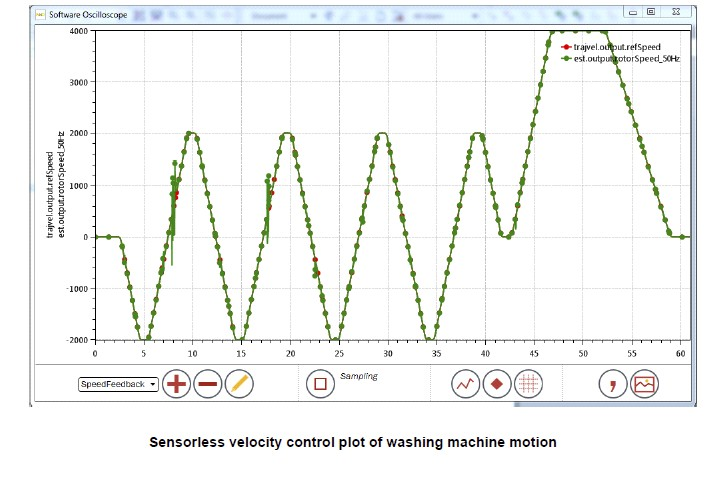 Software Oscilloscope
4000
3000
2000
1000
0
-1000
-2000
trajvel.output.refSpeed
est.output.rotorSpeed_50Hz
trajvel.output.refSpeed
est.output.rotorSpeed_50Hz
0 5 10 15 20 25 30 35 40 45 50 55 60
SpeedFeedback
Sampling
Sensorless velocity control plot of washing machine motion